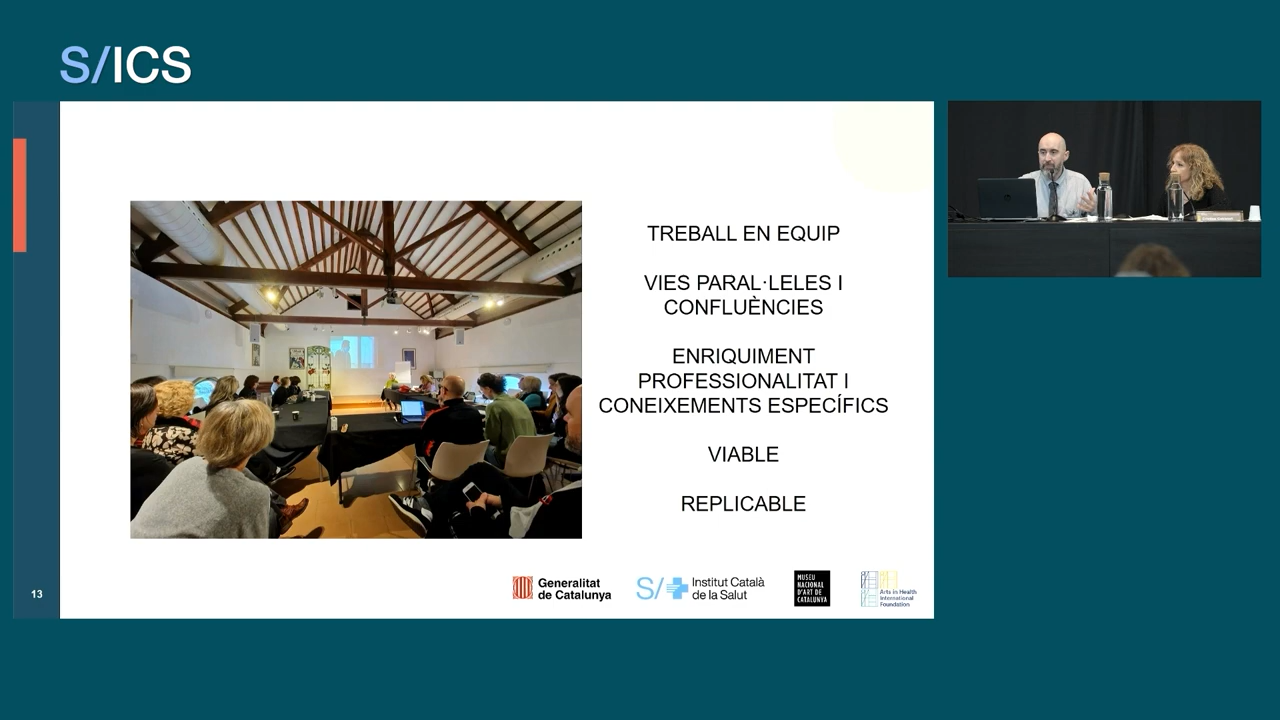 S/ICS
TREBALL EN EQUIP
VIES PARAL·LELES I
CONFLUÈNCIES
ENRIQUIMENT
PROFESSIONALITAT I
CONEIXEMENTS ESPECÍFICS
VIABLE
REPLICABLE
13
Generalitat
de Catalunya
S/
Institut Català
de la Salut
MUSEU
NACIONAL
D'ART DE
CATALUNYA
Arts in Health
International
Foundation